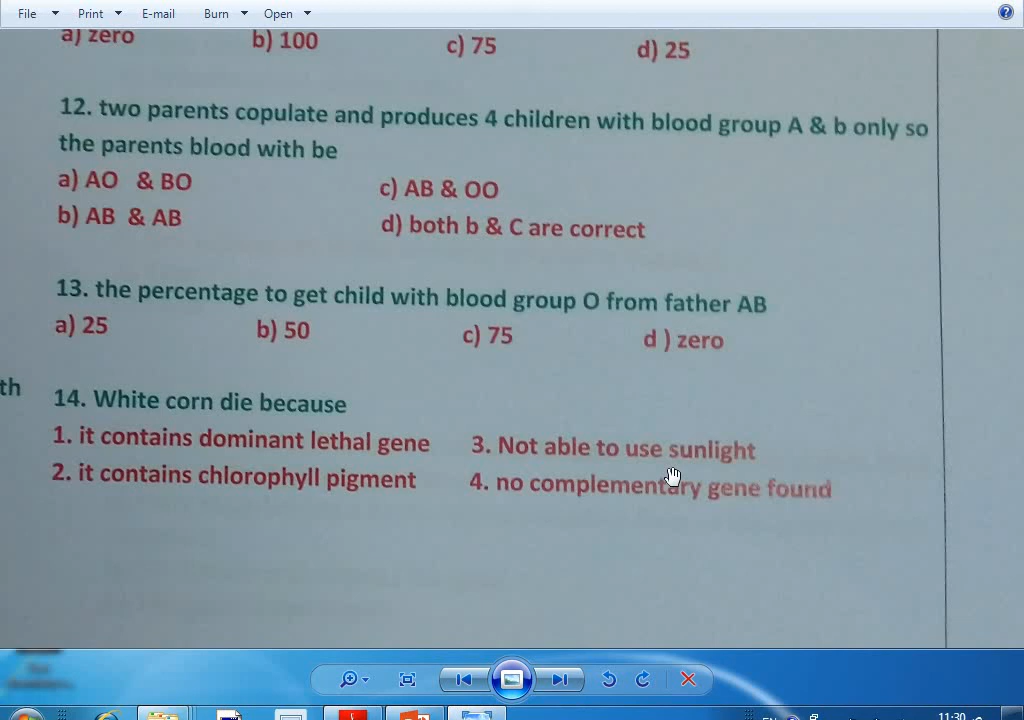 File Print E-mail Burn Open
a) zero b) 100 c) 75 d) 25
12. two parents copulate and produces 4 children with blood group A & b only so
the parents blood with be
a) AO & BO c) AB & OO
b) AB & AB d) both b & C are correct
13. the percentage to get child with blood group O from father AB
a) 25 b) 50 c) 75 d ) zero
th
14. White corn die because
1. it contains dominant lethal gene 3. Not able to use sunlight
2. it contains chlorophyll pigment 4. no complementary gene found
EN 11:30